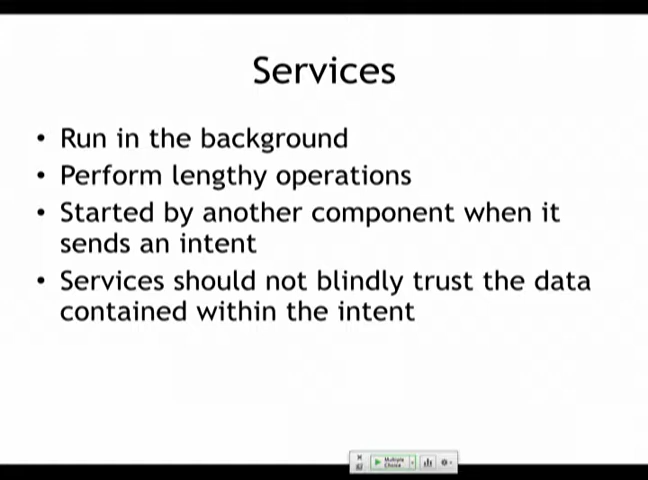 Services
• Run in the background
• Perform lengthy operations
• Started by another component when it
sends an intent
• Services should not blindly trust the data
contained within the intent
Multiple
Choice